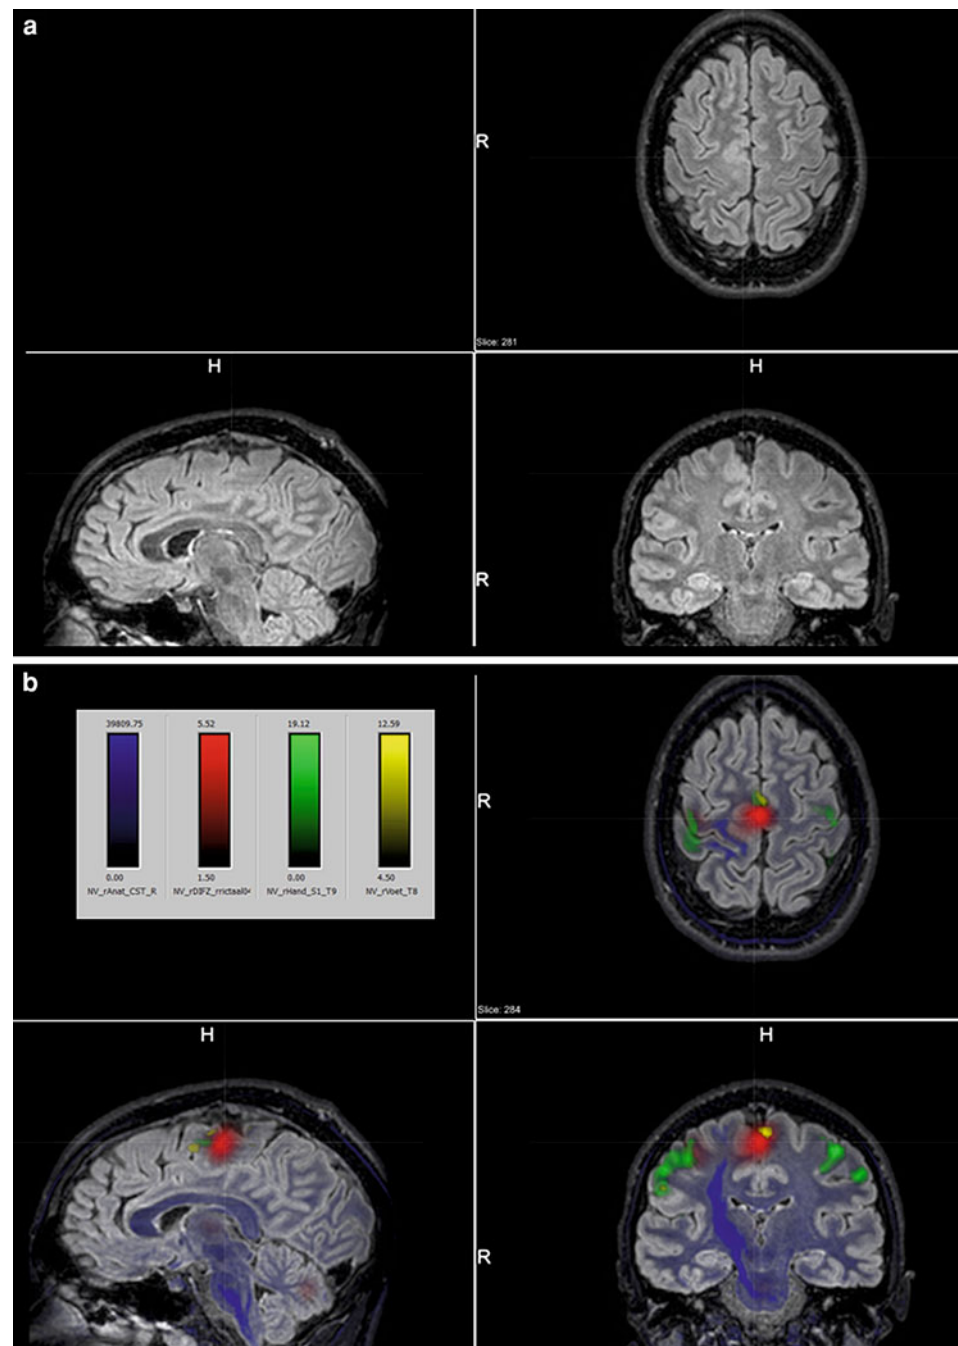 a
R
Slice: 281
H
H
R
b
39809.75 5.52 19.12 12.59
0.00 1.50 0.00 4.50
NV_rAnat_CST_R NV_rDIFZ_rrictaal04 NV_rHand_S1_T9 NV_rVoet_T8
R
Slice: 284
H
H
R